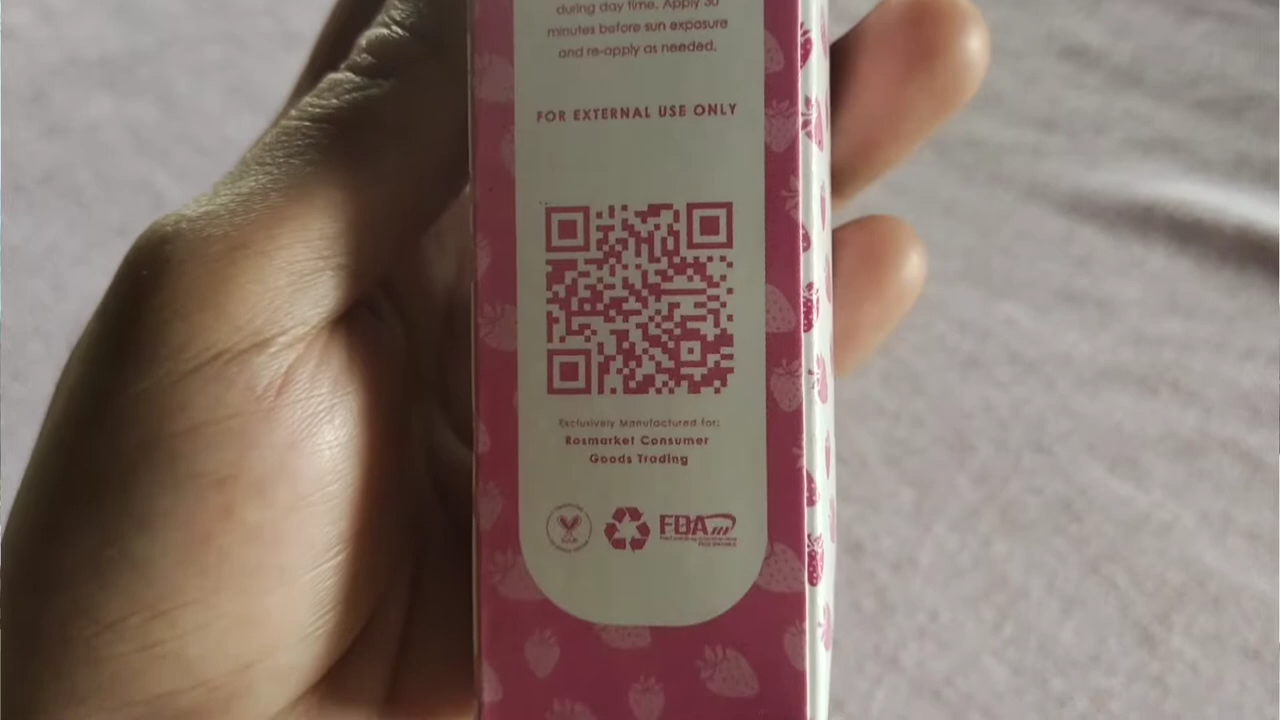 during day time. Apply 30
minutes before sun exposure
and re-apply as needed.
FOR EXTERNAL USE ONLY
Exclusively Manufactured for:
Rosmarket Consumer
Goods Trading
FDA